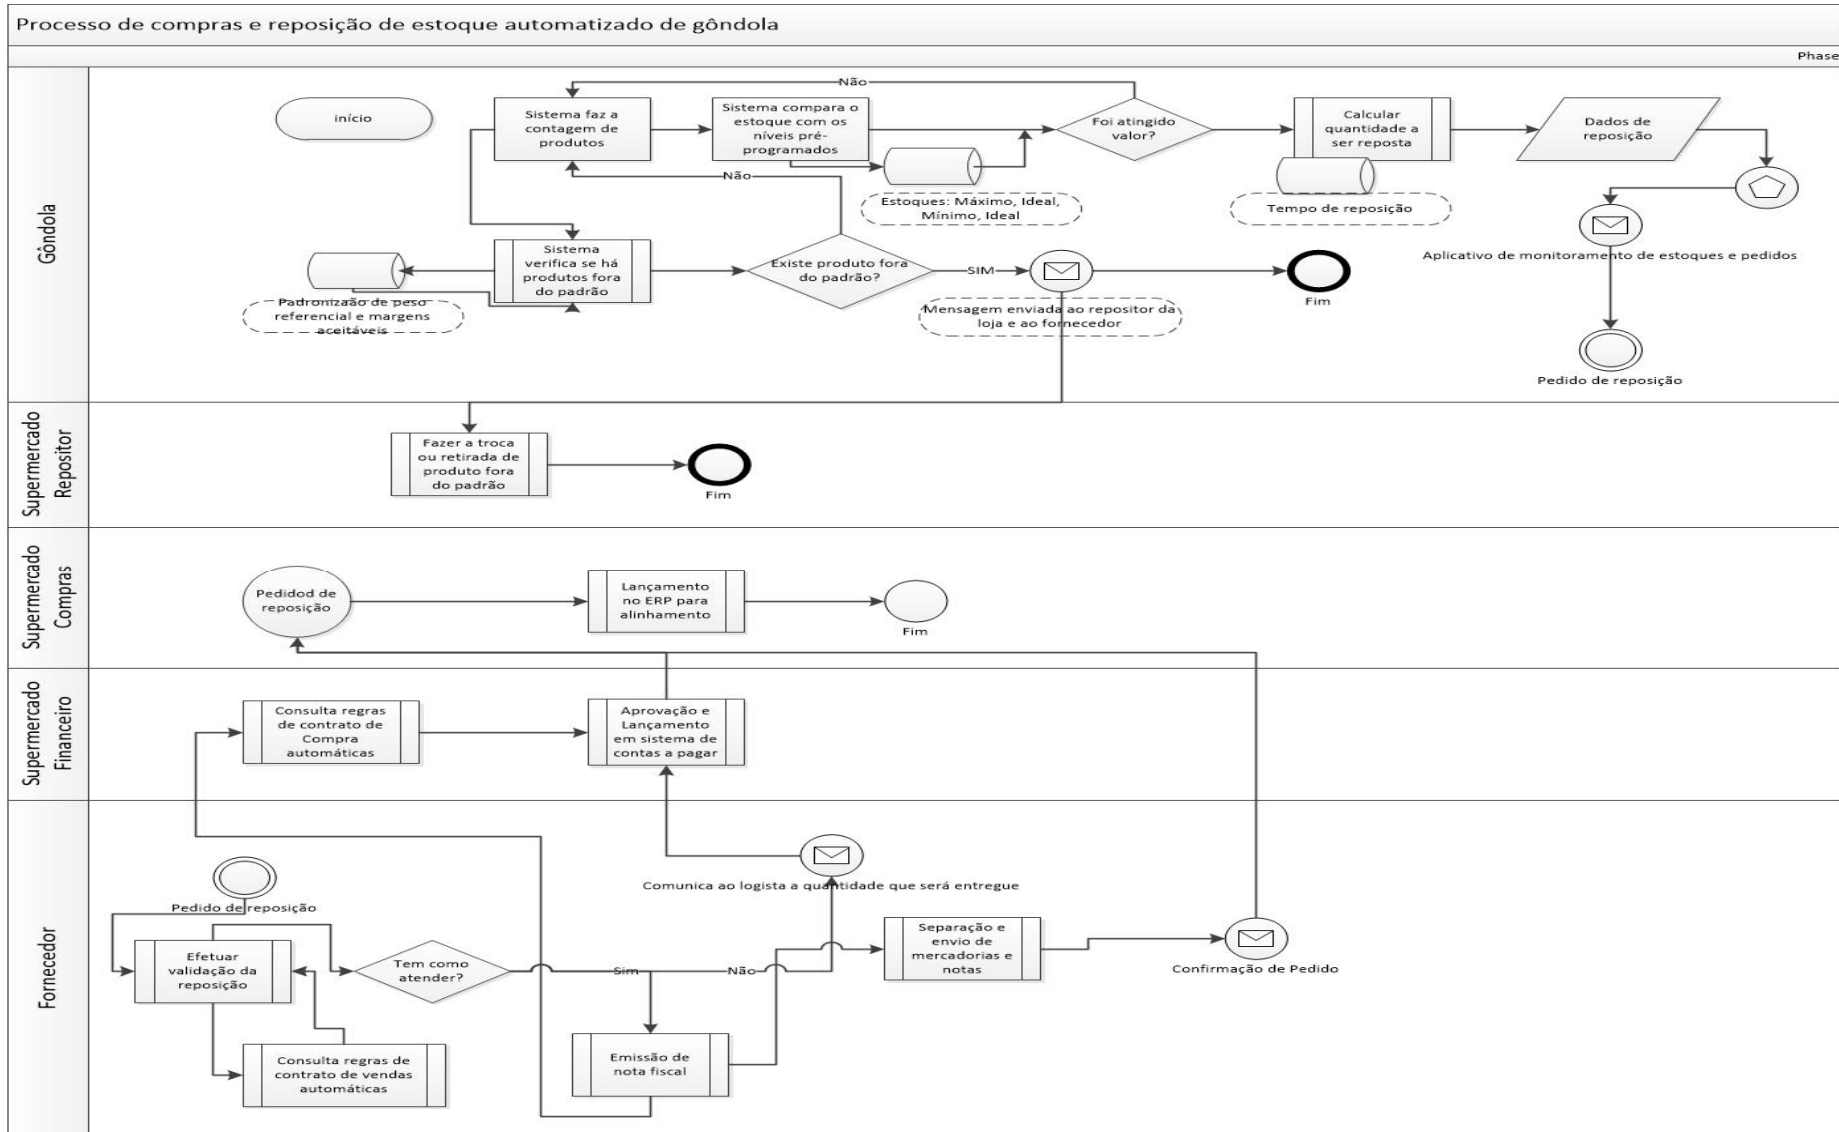 Processo de compras e reposição de estoque automatizado de gôndola
Phase
Gôndola
início
Sistema faz a
contagem de
produtos
Sistema compara o
estoque com os
níveis pré-
programados
Não
Foi atingido
valor?
Calcular
quantidade a
ser reposta
Dados de
reposição
Estoques: Máximo, Ideal,
Mínimo, Ideal
Tempo de reposição
Não
Sistema
verifica se há
produtos fora
do padrão
Existe produto fora
do padrão?
SIM
Fim
Aplicativo de monitoramento de estoques e pedidos
Padronizaão de peso
referencial e margens
aceitáveis
Mensagem enviada ao repositor da
loja e ao fornecedor
Pedido de reposição
Supermercado
Repositor
Fazer a troca
ou retirada de
produto fora
do padrão
Fim
Supermercado
Compras
Pedidod de
reposição
Lançamento
no ERP para
alinhamento
Fim
Supermercado
Financeiro
Consulta regras
de contrato de
Compra
automáticas
Aprovação e
Lançamento
em sistema de
contas a pagar
Fornecedor
Pedido de reposição
Comunica ao logista a quantidade que será entregue
Efetuar
validação da
reposição
Tem como
atender?
Sim
Não
Separação e
envio de
mercadorias e
notas
Confirmação de Pedido
Consulta regras de
contrato de vendas
automáticas
Emissão de
nota fiscal